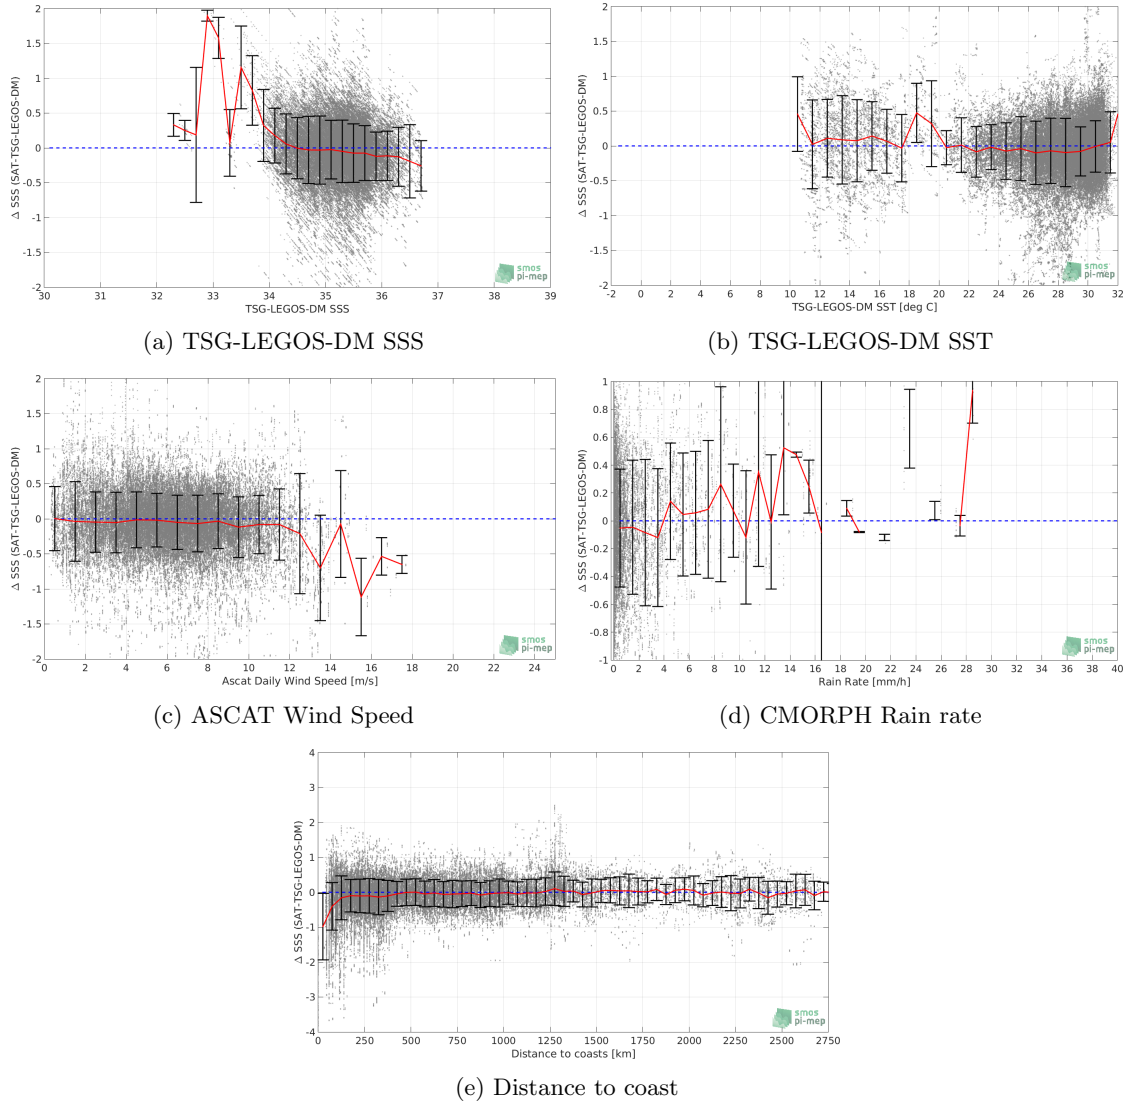 2
1.5
1
0.5
0
-0.5
-1
-1.5
-2
Δ SSS (SAT-TSG-LEGOS-DM)
30 31 32 33 34 35 36 37 38 39
TSG-LEGOS-DM SSS
smos
pi-mep
(a) TSG-LEGOS-DM SSS
2
1.5
1
0.5
0
-0.5
-1
-1.5
-2
Δ SSS (SAT-TSG-LEGOS-DM)
-2 0 2 4 6 8 10 12 14 16 18 20 22 24 26 28 30 32
TSG-LEGOS-DM SST [deg C]
smos
pi-mep
(b) TSG-LEGOS-DM SST
2
1.5
1
0.5
0
-0.5
-1
-1.5
-2
Δ SSS (SAT-TSG-LEGOS-DM)
0 2 4 6 8 10 12 14 16 18 20 22 24
Ascat Daily Wind Speed [m/s]
smos
pi-mep
(c) ASCAT Wind Speed
1
0.8
0.6
0.4
0.2
0
-0.2
-0.4
-0.6
-0.8
-1
Δ SSS (SAT-TSG-LEGOS-DM)
0 2 4 6 8 10 12 14 16 18 20 22 24 26 28 30 32 34 36 38 40
Rain Rate [mm/h]
smos
pi-mep
(d) CMORPH Rain rate
4
3
2
1
0
-1
-2
-3
-4
Δ SSS (SAT-TSG-LEGOS-DM)
0 250 500 750 1000 1250 1500 1750 2000 2250 2500 2750
Distance to coasts [km]
smos
pi-mep
(e) Distance to coast